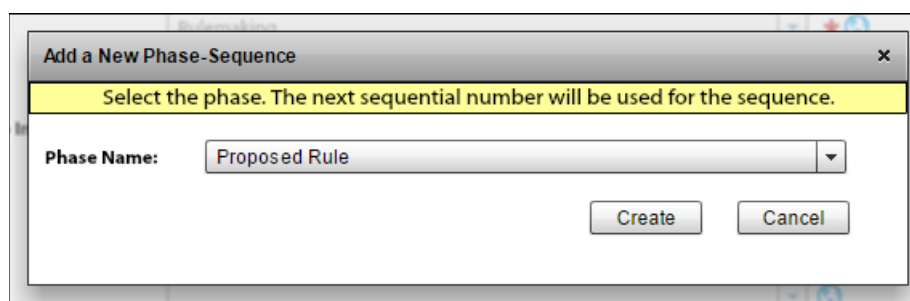 Rulemaking
Add a New Phase-Sequence ×
Select the phase. The next sequential number will be used for the sequence.
Phase Name: Proposed Rule
Create Cancel